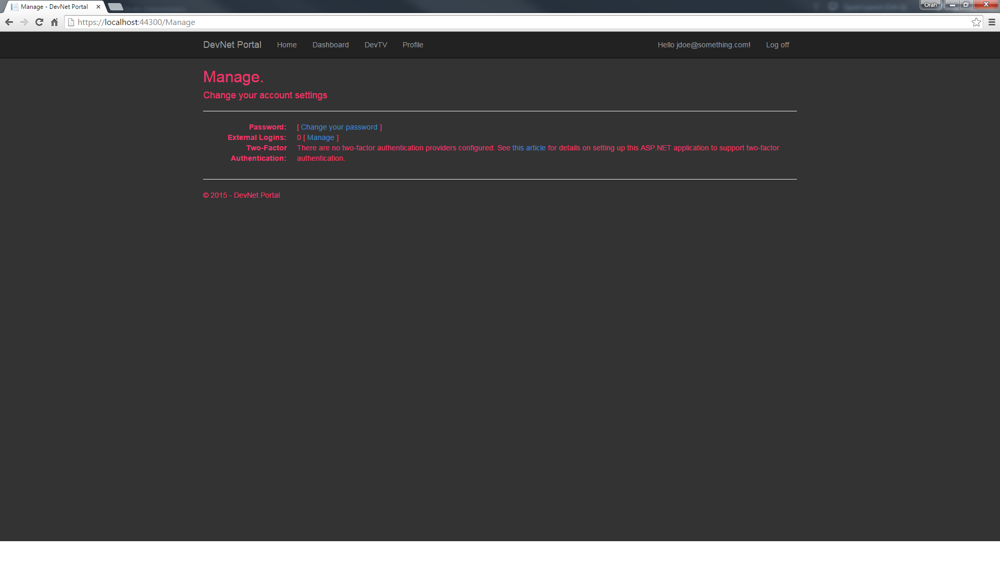 Manage - DevNet Portal
Orah
https://localhost:44300/Manage
DevNet Portal Home Dashboard DevTV Profile Hello jdoe@something.com! Log off
Manage.
Change your account settings
Password: [ Change your password ]
External Logins: 0 [ Manage ]
Two-Factor There are no two-factor authentication providers configured. See this article for details on setting up this ASP.NET application to support two-factor
Authentication: authentication.
© 2015 - DevNet Portal